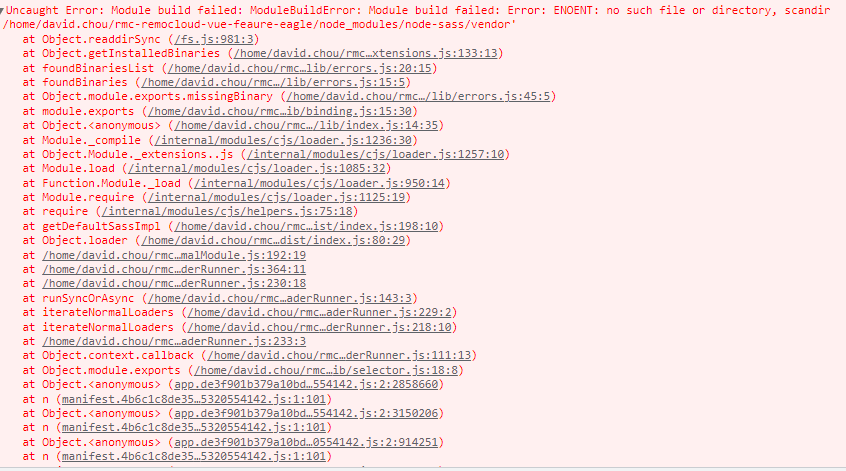 Uncaught Error: Module build failed: ModuleBuildError: Module build failed: Error: ENOENT: no such file or directory, scandir
/home/david.chou/rmc-remocloud-vue-feaure-eagle/node_modules/node-sass/vendor'
at Object.readdirSync (/fs.js:981:3)
at Object.getInstalledBinaries (/home/david.chou/rmc…xtensions.js:133:13)
at foundBinariesList (/home/david.chou/rmc…lib/errors.js:20:15)
at foundBinaries (/home/david.chou/rmc…/lib/errors.js:15:5)
at Object.module.exports.missingBinary (/home/david.chou/rmc…/lib/errors.js:45:5)
at module.exports (/home/david.chou/rmc…ib/binding.js:15:30)
at Object.<anonymous> (/home/david.chou/rmc…/lib/index.js:14:35)
at Module._compile (/internal/modules/cjs/loader.js:1236:30)
at Object.Module._extensions..js (/internal/modules/cjs/loader.js:1257:10)
at Module.load (/internal/modules/cjs/loader.js:1085:32)
at Function.Module._load (/internal/modules/cjs/loader.js:950:14)
at Module.require (/internal/modules/cjs/loader.js:1125:19)
at require (/internal/modules/cjs/helpers.js:75:18)
at getDefaultSassImpl (/home/david.chou/rmc…ist/index.js:198:10)
at Object.loader (/home/david.chou/rmc…dist/index.js:80:29)
at /home/david.chou/rmc…malModule.js:192:19
at /home/david.chou/rmc…derRunner.js:364:11
at /home/david.chou/rmc…derRunner.js:230:18
at runSyncOrAsync (/home/david.chou/rmc…aderRunner.js:143:3)
at iterateNormalLoaders (/home/david.chou/rmc…aderRunner.js:229:2)
at iterateNormalLoaders (/home/david.chou/rmc…derRunner.js:218:10)
at /home/david.chou/rmc…aderRunner.js:233:3
at Object.context.callback (/home/david.chou/rmc…derRunner.js:111:13)
at Object.module.exports (/home/david.chou/rmc…ib/selector.js:18:8)
at Object.<anonymous> (app.de3f901b379a10bd…554142.js:2:2858660)
at n (manifest.4b6c1c8de35…5320554142.js:1:101)
at Object.<anonymous> (app.de3f901b379a10bd…554142.js:2:3150206)
at n (manifest.4b6c1c8de35…5320554142.js:1:101)
at Object.<anonymous> (app.de3f901b379a10bd…0554142.js:2:914251)
at n (manifest.4b6c1c8de35…5320554142.js:1:101)